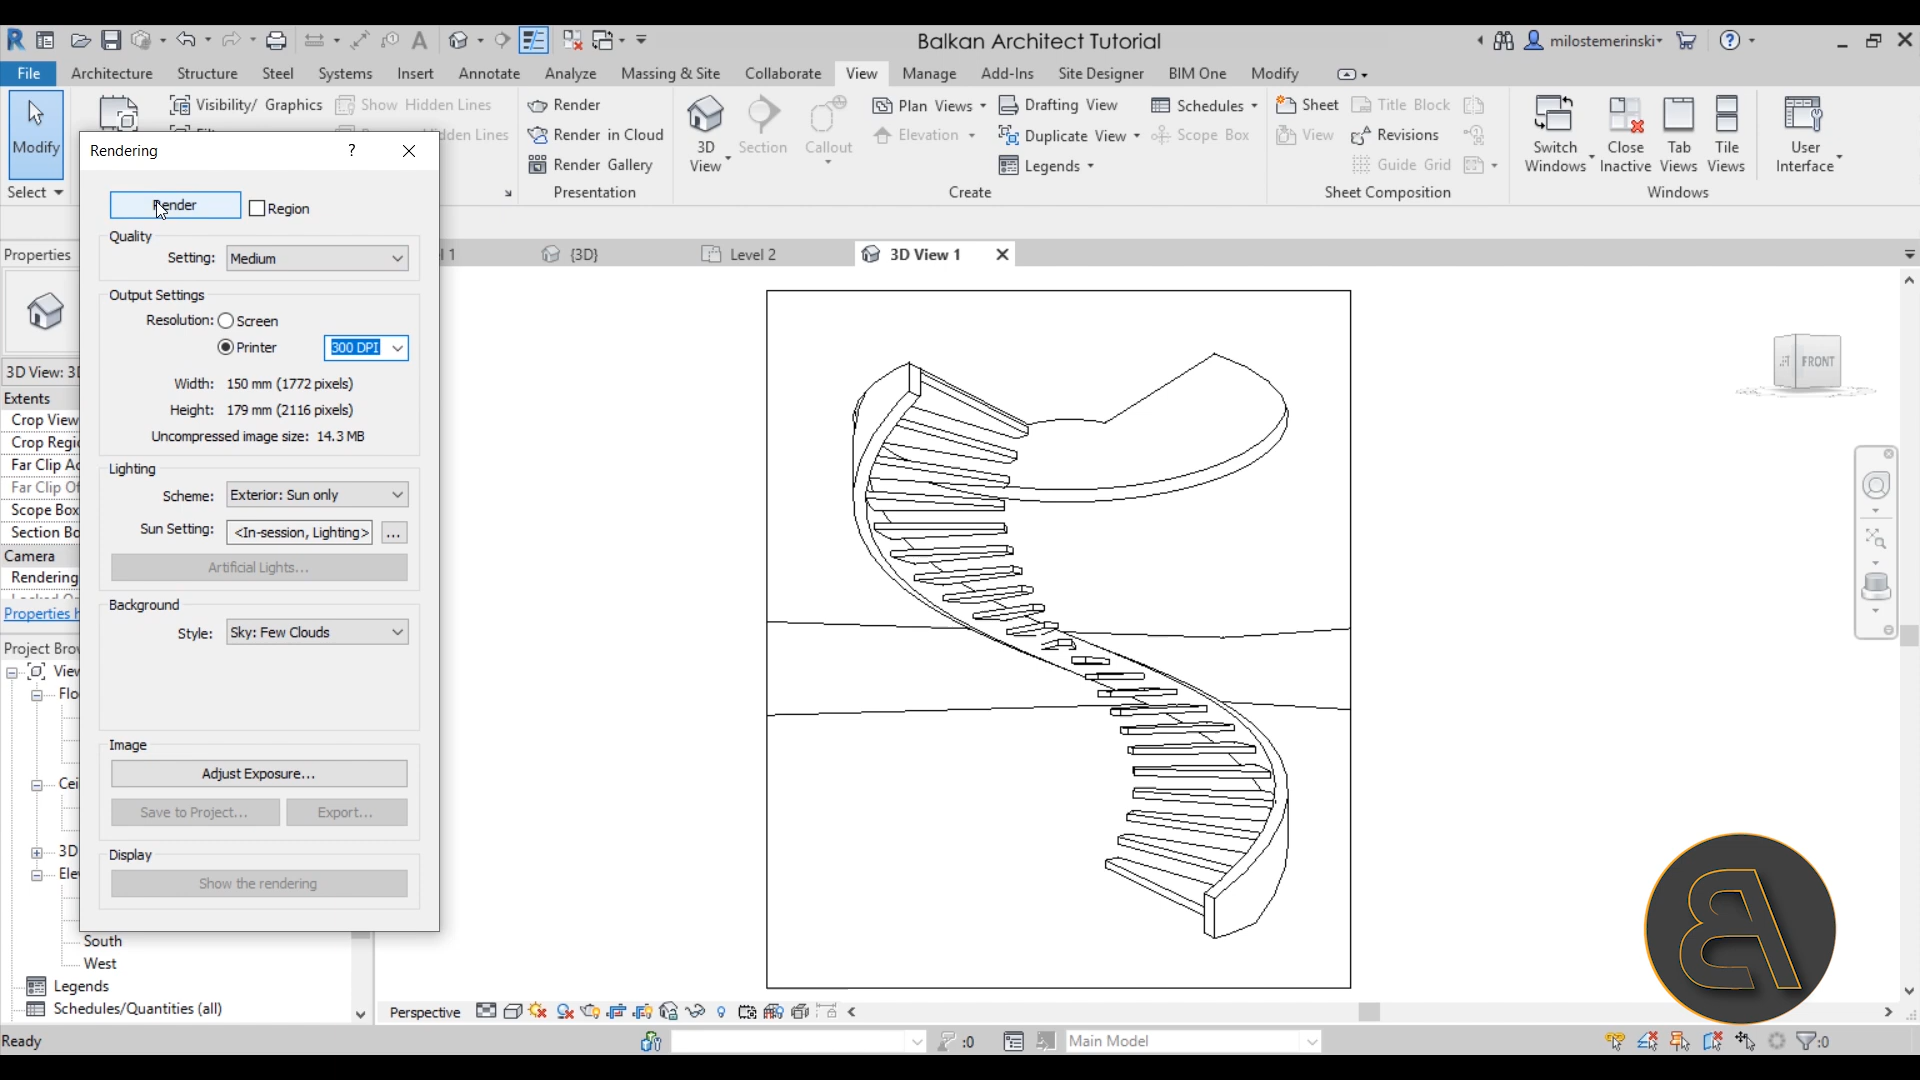 Balkan Architect Tutorial
milostemerinski
File Architecture Structure Steel Systems Insert Annotate Analyze Massing & Site Collaborate View Manage Add-Ins Site Designer BIM One Modify
Modify
Select
Visibility/ Graphics
Show Hidden Lines
Hidden Lines
Render
Render in Cloud
Render Gallery
Presentation
3D View
Section
Callout
Plan Views
Elevation
Drafting View
Duplicate View
Legends
Schedules
Scope Box
Create
Sheet
View
Title Block
Revisions
Guide Grid
Sheet Composition
Switch Windows
Close Inactive
Tab Views
Tile Views
Windows
User Interface
Rendering
Render
Region
Quality
Setting: Medium
Output Settings
Resolution: Screen
Printer 300 DPI
Width: 150 mm (1772 pixels)
Height: 179 mm (2116 pixels)
Uncompressed image size: 14.3 MB
Lighting
Scheme: Exterior: Sun only
Sun Setting: <In-session, Lighting> ...
Artificial Lights...
Background
Style: Sky: Few Clouds
Image
Adjust Exposure...
Save to Project... Export...
Display
Show the rendering
Properties
3D View: 3D
Extents
Crop View
Crop Regi
Far Clip Ac
Far Clip Of
Scope Box
Section Bo
Camera
Rendering
Properties h
Project Brow
View
Flo
Cei
3D
Ele
South
West
Legends
Schedules/Quantities (all)
l 1
{3D}
Level 2
3D View 1
FRONT
Perspective
Ready
:0
Main Model
:0